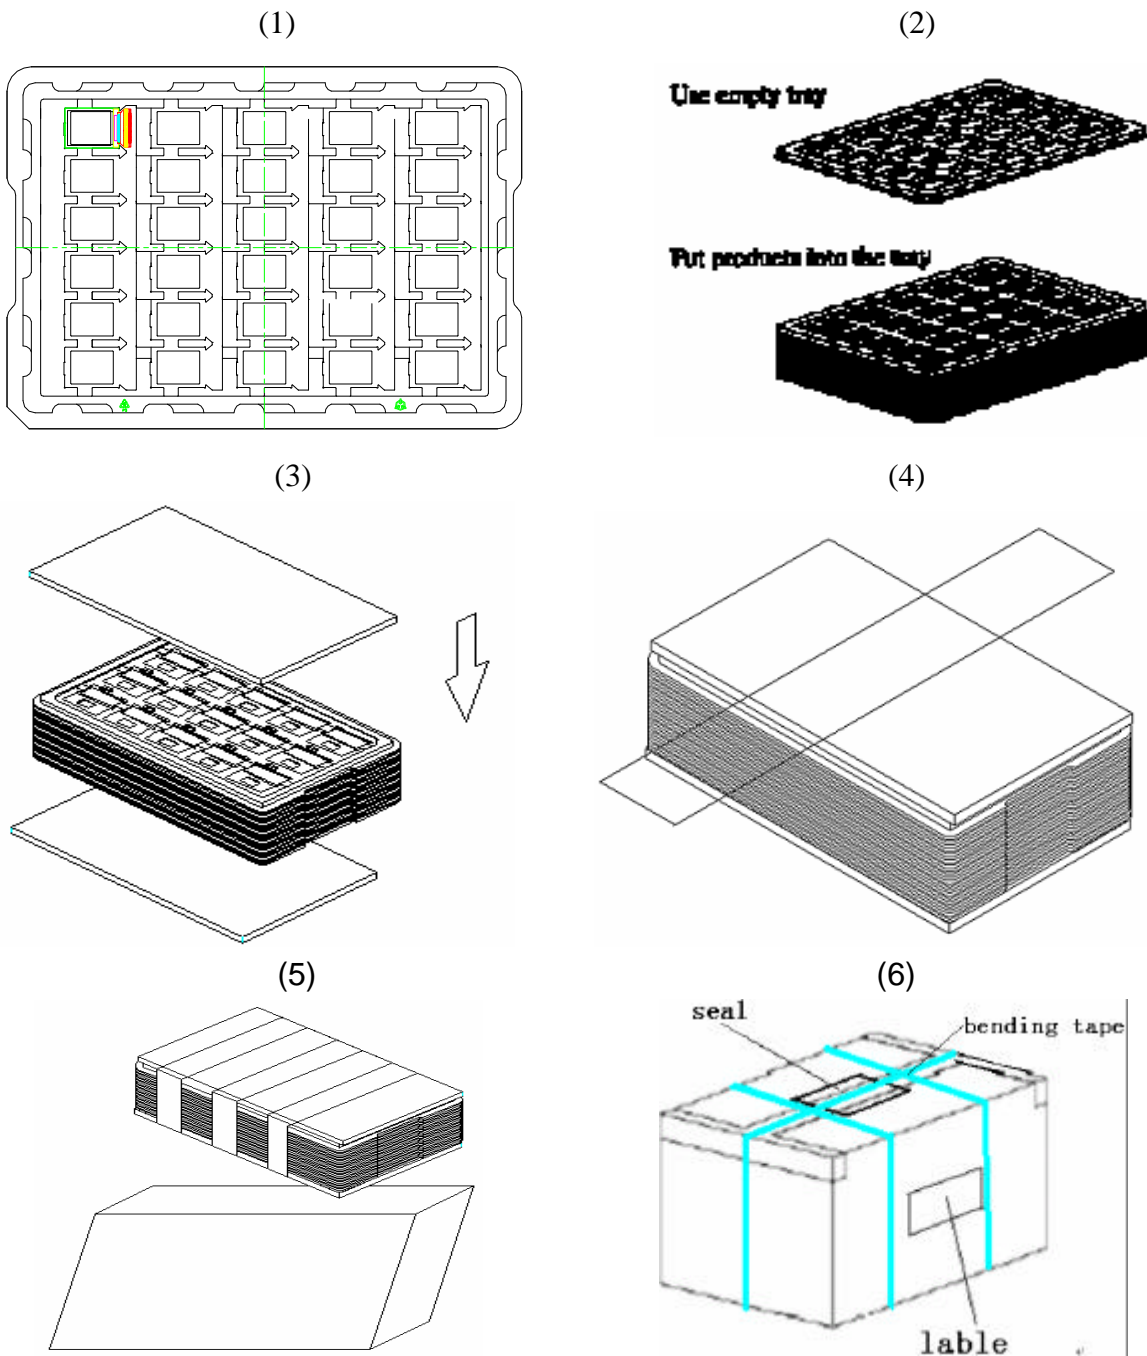 (1)
(2)
Use empty tray
Put products into the tray
(3)
(4)
(5)
(6)
seal
bending tape
lable